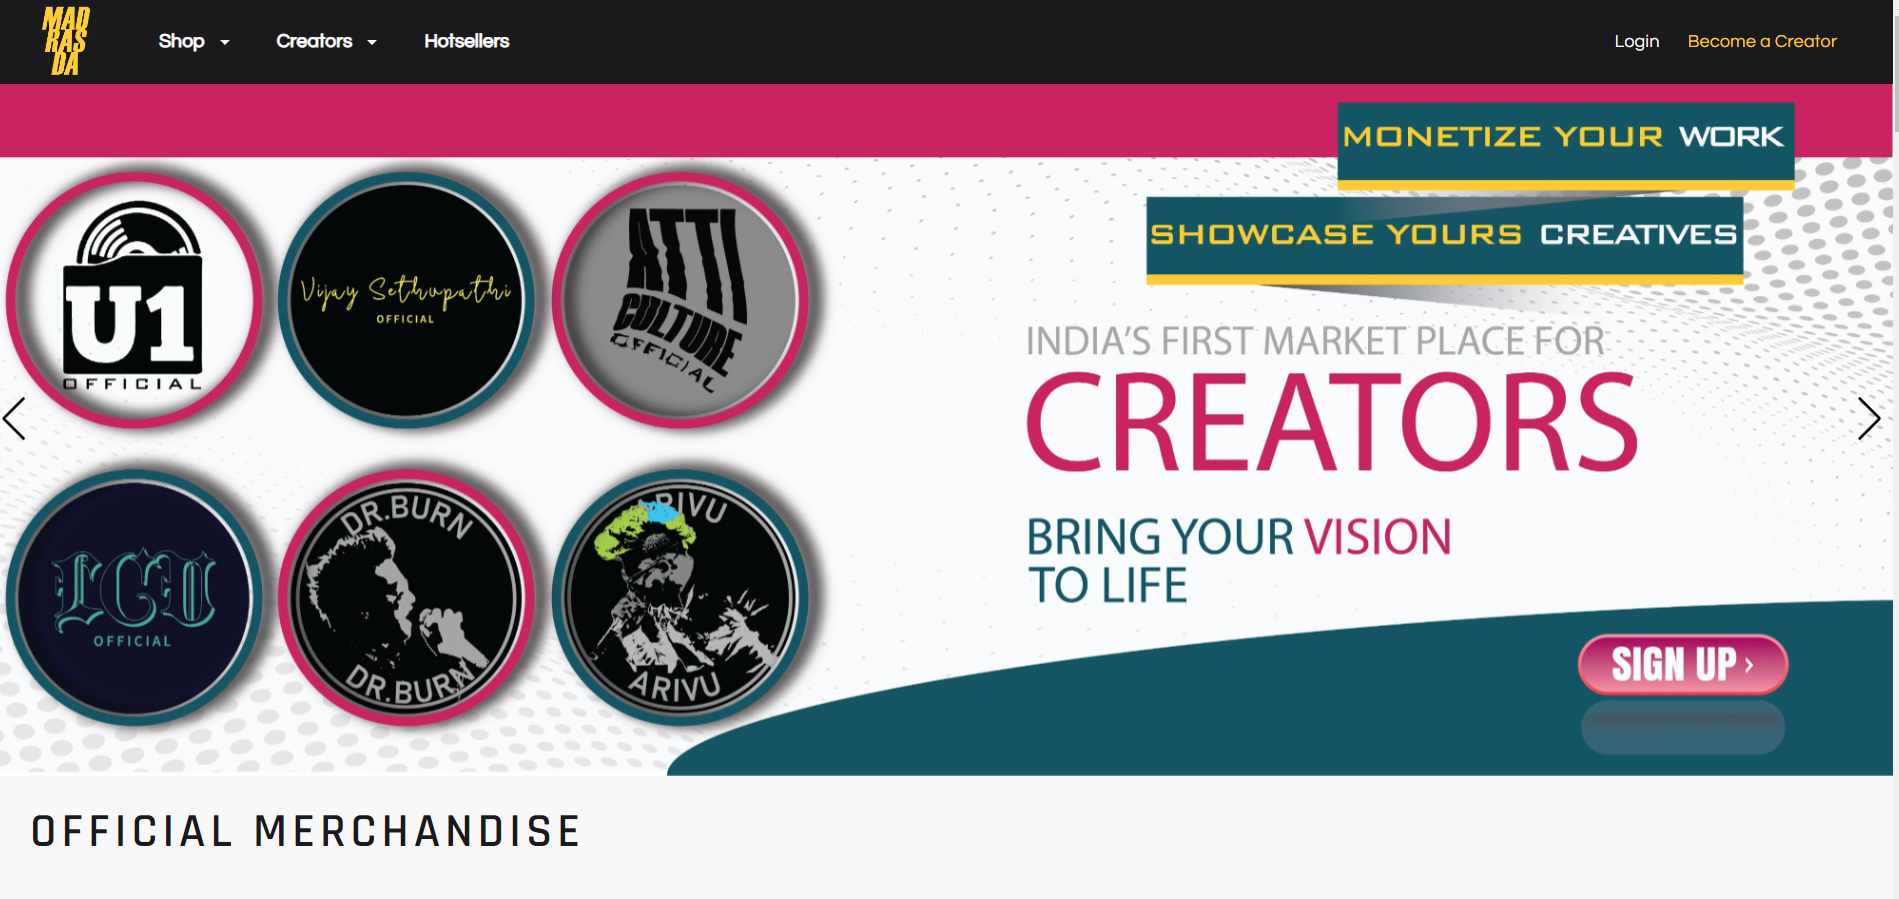 MAD
RAS
DA
Shop
Creators
Hotsellers
Login
Become a Creator
MONETIZE YOUR WORK
SHOWCASE YOURS CREATIVES
U1
OFFICIAL
Vijay Sethupathi
OFFICIAL
ATTI
CULTURE
OFFICIAL
INDIA'S FIRST MARKET PLACE FOR
CREATORS
BRING YOUR VISION
TO LIFE
OFFICIAL
DR.BURN
DR.BURN
ARIVU
ARIVU
SIGN UP ›
OFFICIAL MERCHANDISE